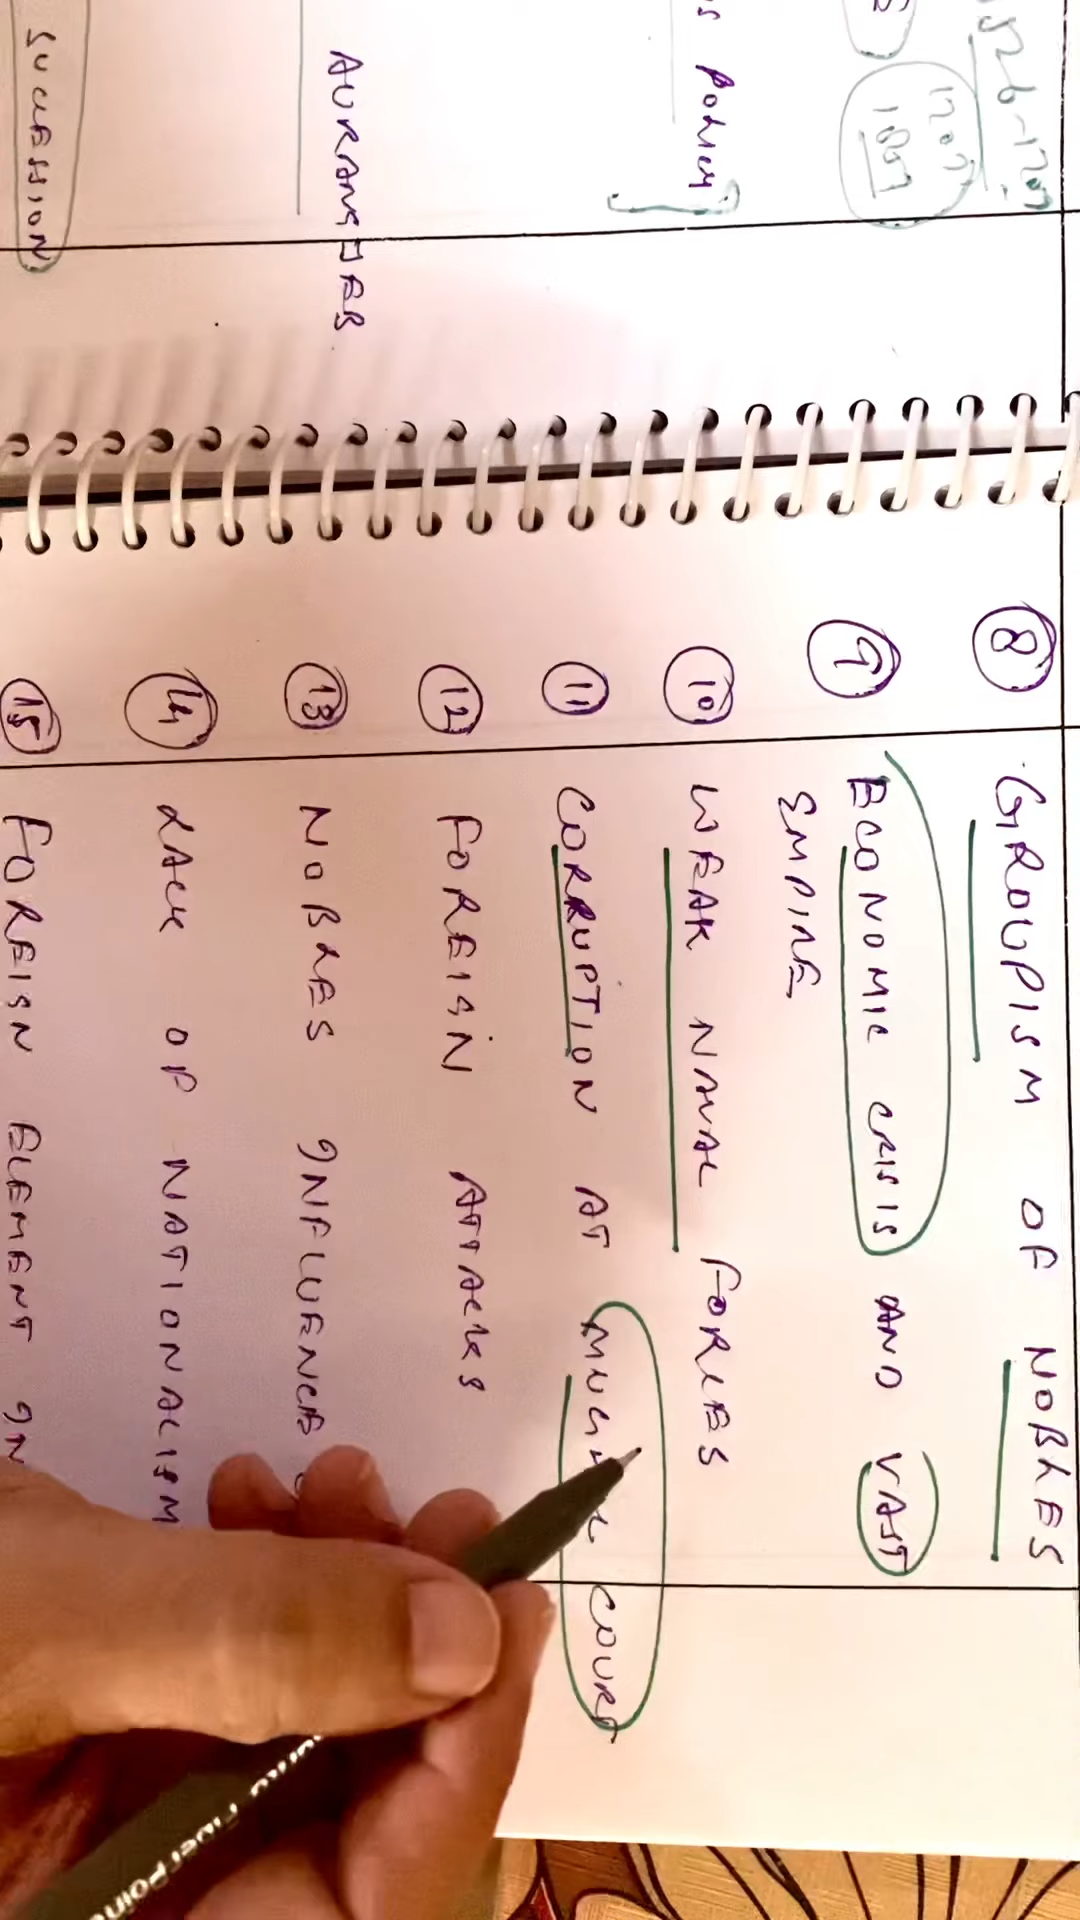 1707
1857
s Policy
AURANGZEB
SUCCESSION
8 GROUPISM OF NOBLES
9 ECONOMIC CRISIS AND VAST
EMPIRE
10 WEAK NAVAL FORCES
11 CORRUPTION AT MUGHAL COURT
12 FOREIGN ATTACKS
13 NOBLES INFLUENCE
14 LACK OF NATIONALISM
15 FOREIGN ELEMENT IN